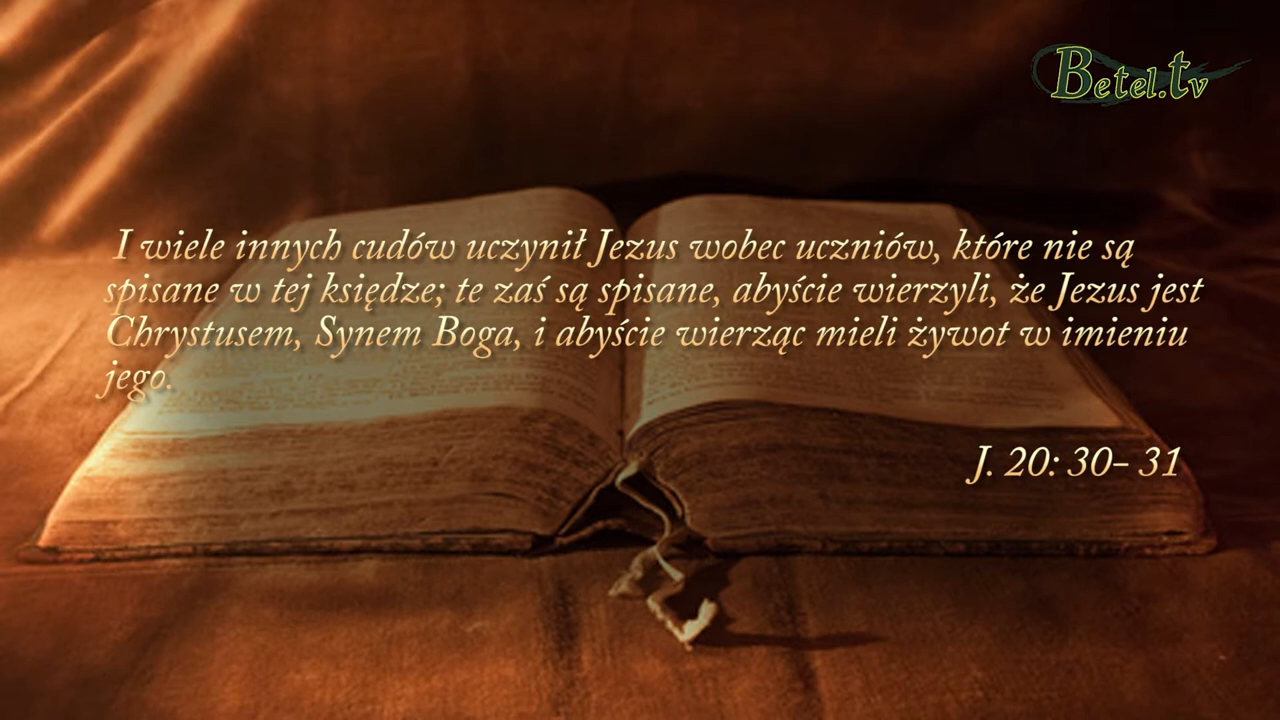 Betel.tv
I wiele innych cudów uczynił Jezus wobec uczniów, które nie są
spisane w tej księdze; te zaś są spisane, abyście wierzyli, że Jezus jest
Chrystusem, Synem Boga, i abyście wierząc mieli żywot w imieniu
jego.
J. 20: 30- 31